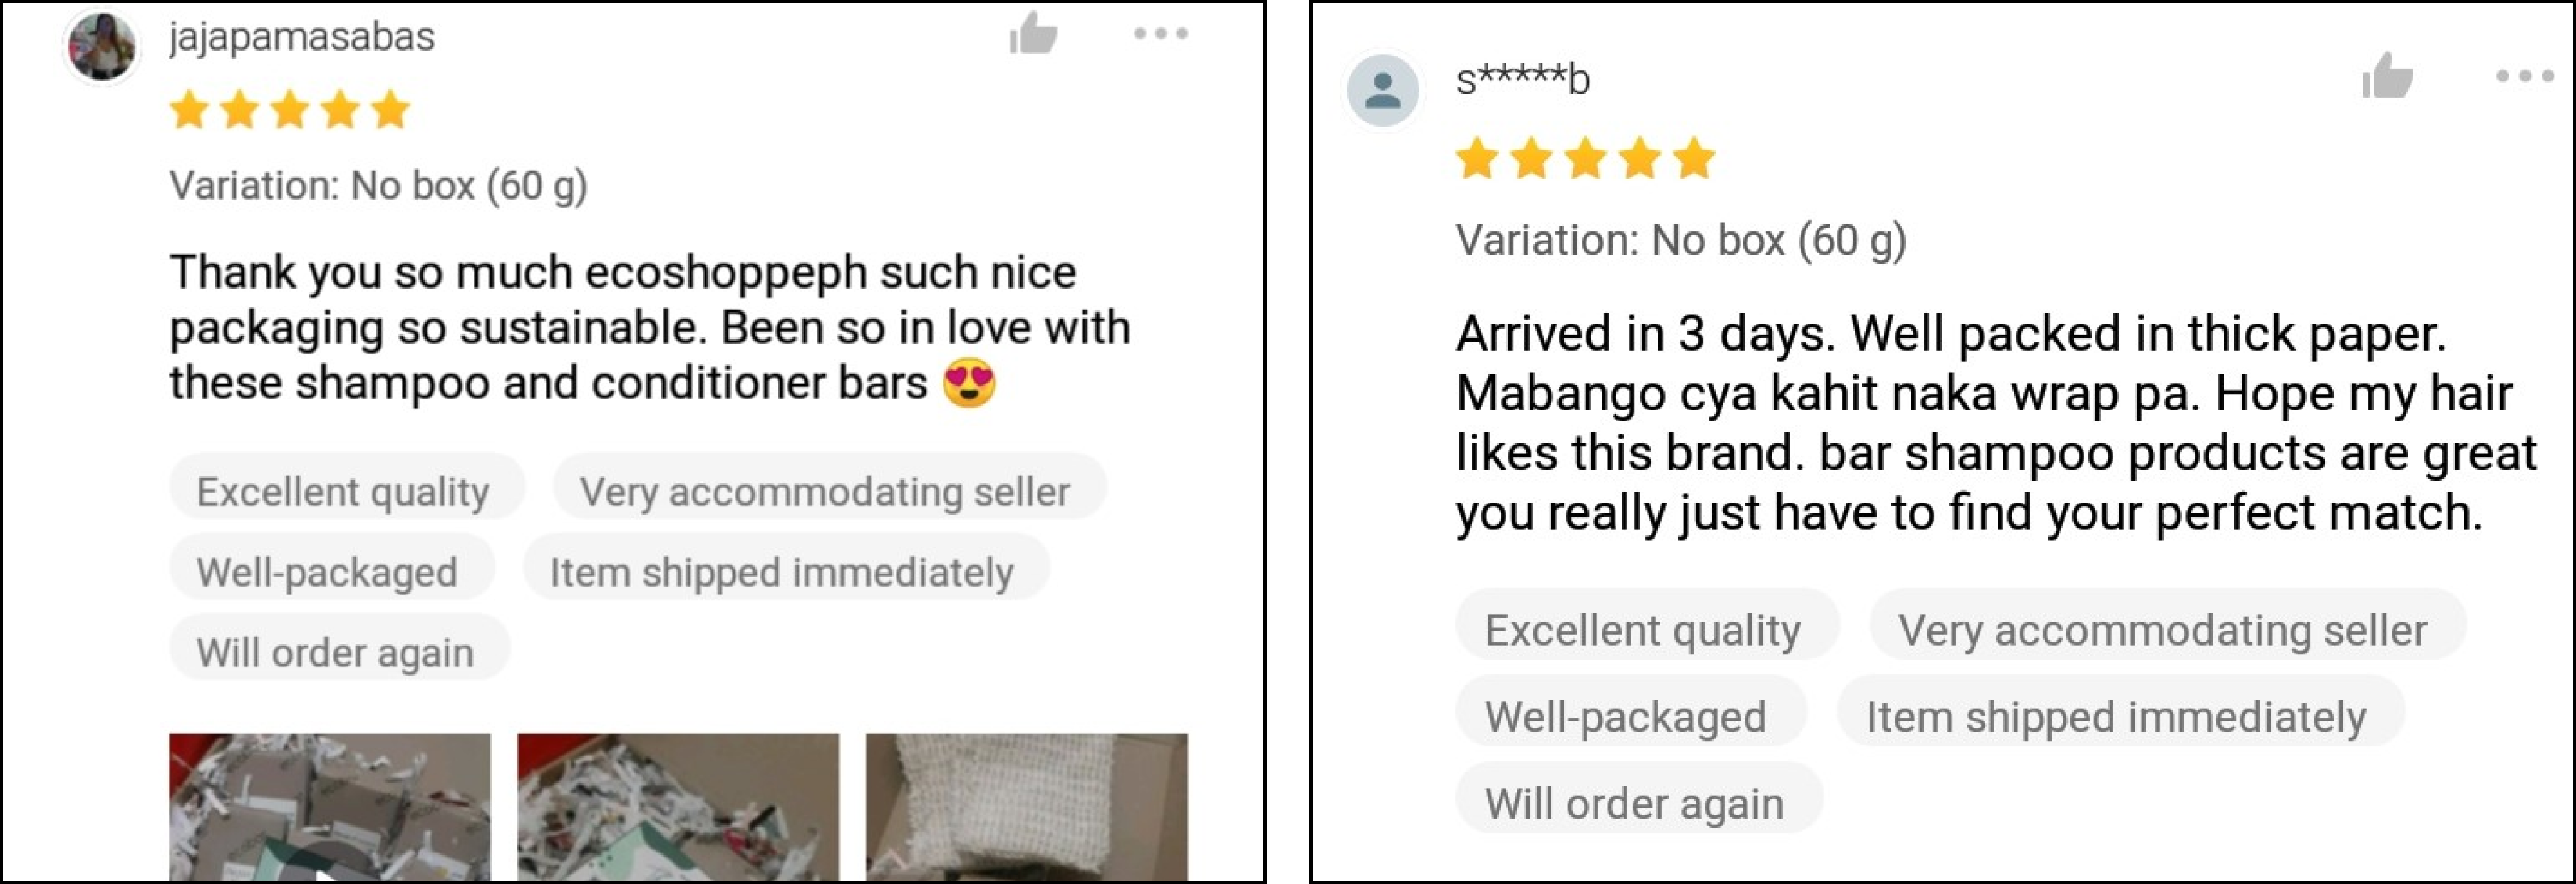 jajapamasabas
Variation: No box (60 g)
Thank you so much ecoshoppeph such nice
packaging so sustainable. Been so in love with
these shampoo and conditioner bars 😍
Excellent quality
Very accommodating seller
Well-packaged
Item shipped immediately
Will order again
s*****b
Variation: No box (60 g)
Arrived in 3 days. Well packed in thick paper.
Mabango cya kahit naka wrap pa. Hope my hair
likes this brand. bar shampoo products are great
you really just have to find your perfect match.
Excellent quality
Very accommodating seller
Well-packaged
Item shipped immediately
Will order again